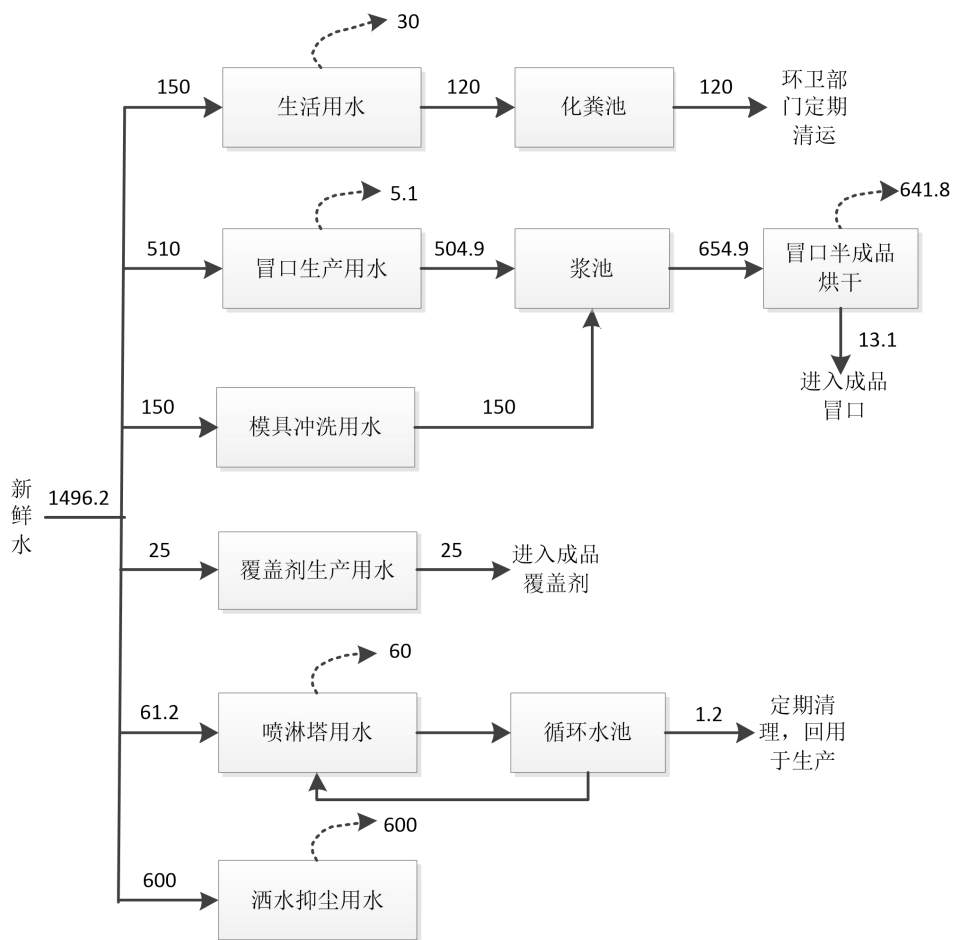 30
150
生活用水
120
化粪池
120
环卫部
门定期
清运
5.1
641.8
510
冒口生产用水
504.9
浆池
654.9
冒口半成品
烘干
13.1
进入成品
冒口
150
模具冲洗用水
150
新
鲜
水
1496.2
25
覆盖剂生产用水
25
进入成品
覆盖剂
60
61.2
喷淋塔用水
循环水池
1.2
定期清
理，回用
于生产
600
600
洒水抑尘用水